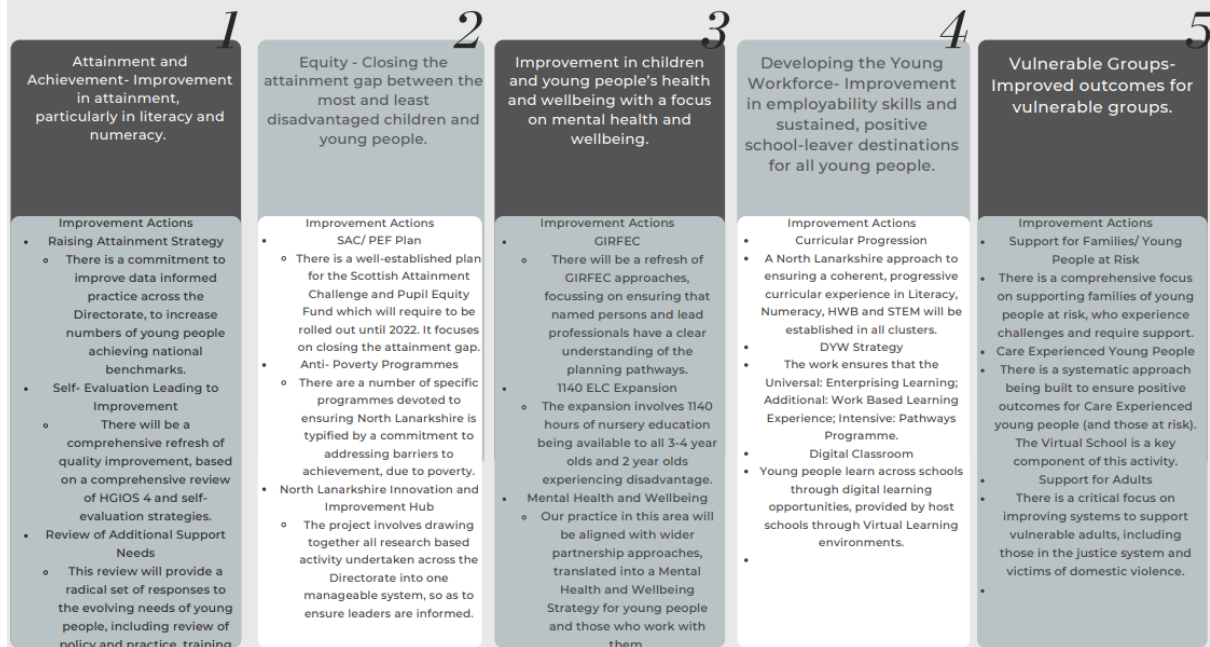 1
Attainment and
Achievement- Improvement
in attainment,
particularly in literacy and
numeracy.
Improvement Actions
• Raising Attainment Strategy
◦ There is a commitment to
improve data informed
practice across the
Directorate, to increase
numbers of young people
achieving national
benchmarks.
• Self- Evaluation Leading to
Improvement
◦ There will be a
comprehensive refresh of
quality improvement, based
on a comprehensive review
of HGIOS 4 and self-
evaluation strategies.
• Review of Additional Support
Needs
◦ This review will provide a
radical set of responses to
the evolving needs of young
people, including review of
policy and practice, training
2
Equity - Closing the
attainment gap between the
most and least
disadvantaged children and
young people.
Improvement Actions
• SAC/ PEF Plan
◦ There is a well-established plan
for the Scottish Attainment
Challenge and Pupil Equity
Fund which will require to be
rolled out until 2022. It focuses
on closing the attainment gap.
• Anti- Poverty Programmes
◦ There are a number of specific
programmes devoted to
ensuring North Lanarkshire is
typified by a commitment to
addressing barriers to
achievement, due to poverty.
• North Lanarkshire Innovation and
Improvement Hub
◦ The project involves drawing
together all research based
activity undertaken across the
Directorate into one
manageable system, so as to
ensure leaders are informed.
3
Improvement in children
and young people's health
and wellbeing with a focus
on mental health and
wellbeing.
Improvement Actions
• GIRFEC
◦ There will be a refresh of
GIRFEC approaches,
focussing on ensuring that
named persons and lead
professionals have a clear
understanding of the
planning pathways.
• 1140 ELC Expansion
◦ The expansion involves 1140
hours of nursery education
being available to all 3-4 year
olds and 2 year olds
experiencing disadvantage.
• Mental Health and Wellbeing
◦ Our practice in this area will
be aligned with wider
partnership approaches,
translated into a Mental
Health and Wellbeing
Strategy for young people
and those who work with
them.
4
Developing the Young
Workforce- Improvement
in employability skills and
sustained, positive
school-leaver destinations
for all young people.
Improvement Actions
• Curricular Progression
• A North Lanarkshire approach to
ensuring a coherent, progressive
curricular experience in Literacy,
Numeracy, HWB and STEM will be
established in all clusters.
• DYW Strategy
• The work ensures that the
Universal: Enterprising Learning;
Additional: Work Based Learning
Experience; Intensive: Pathways
Programme.
• Digital Classroom
• Young people learn across schools
through digital learning
opportunities, provided by host
schools through Virtual Learning
environments.
•
5
Vulnerable Groups-
Improved outcomes for
vulnerable groups.
Improvement Actions
• Support for Families/ Young
People at Risk
• There is a comprehensive focus
on supporting families of young
people at risk, who experience
challenges and require support.
• Care Experienced Young People
• There is a systematic approach
being built to ensure positive
outcomes for Care Experienced
young people (and those at risk).
The Virtual School is a key
component of this activity.
• Support for Adults
• There is a critical focus on
improving systems to support
vulnerable adults, including
those in the justice system and
victims of domestic violence.
•